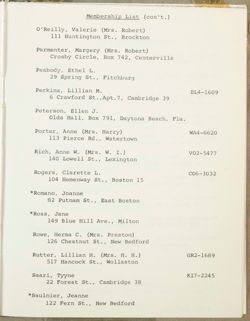 Membership List (con't.)
O'Reilly, Valerie (Mrs. Robert)
111 Huntington St., Brockton
Parmenter, Margery (Mrs. Robert)
Crosby Circle, Box 742, Centerville
Peabody, Ethel L.
29 Spring St., Fitchburg
Perkins, Lillian M. EL4-1609
6 Crawford St., Apt.7, Cambridge 39
Peterson, Ellen J.
Olds Hall, Box 791, Daytona Beach, Fla.
Porter, Anne (Mrs. Harry) WA4-6620
113 Pierce Rd., Watertown
Rich, Anne W. (Mrs. W. I.) VO2-5477
140 Lowell St., Lexington
Rogers, Clarette L. CO6-3032
104 Hemenway St., Boston 15
*Romano, Joanne
82 Putnam St., East Boston
*Rosa, Jane
149 Blue Hill Ave., Milton
Rowe, Herma C. (Mrs. Preston)
126 Chestnut St., New Bedford
Rutter, Lillian H. (Mrs. H. H.) GR2-1689
517 Hancock St., Wollaston
Saari, Tyyne KI7-2245
22 Forest St., Cambridge 38
*Saulnier, Jeanne
122 Fern St., New Bedford